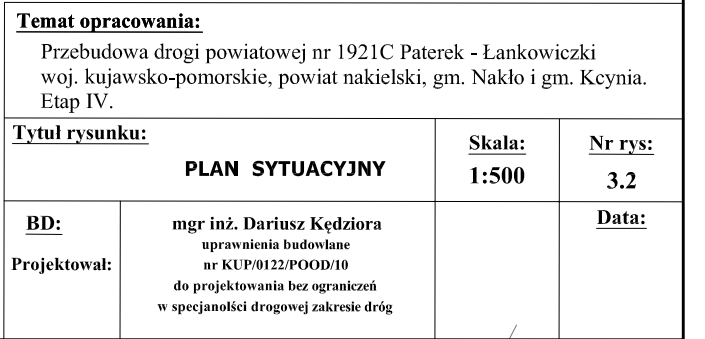 Temat opracowania:
Przebudowa drogi powiatowej nr 1921C Paterek - Łankowiczki
woj. kujawsko-pomorskie, powiat nakielski, gm. Nakło i gm. Kcynia.
Etap IV.
Tytuł rysunku:
PLAN SYTUACYJNY
Skala:
1:500
Nr rys:
3.2
BD:
Projektował:
mgr inż. Dariusz Kędziora
uprawnienia budowlane
nr KUP/0122/POOD/10
do projektowania bez ograniczeń
w specjanolści drogowej zakresie dróg
Data: